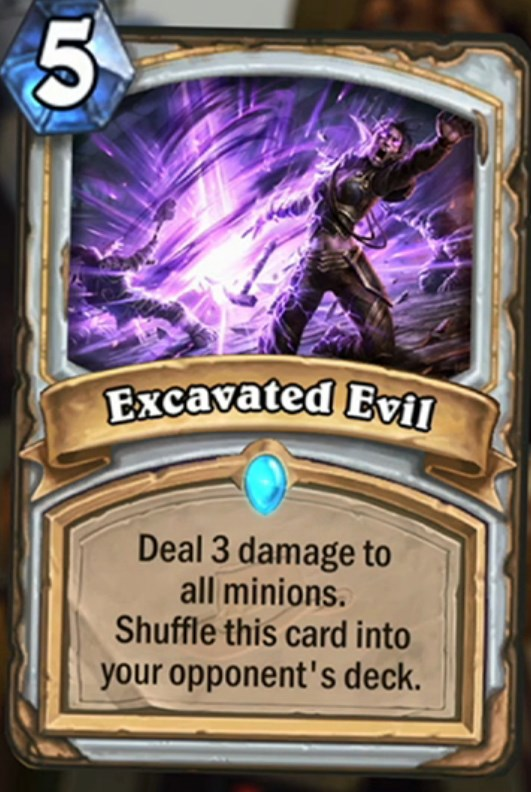 5
Excavated Evil
Deal 3 damage to
all minions.
Shuffle this card into
your opponent's deck.